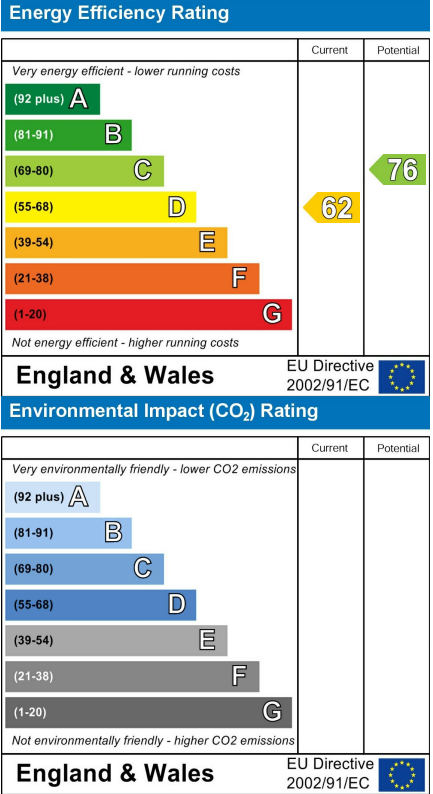 Energy Efficiency Rating
Current Potential
Very energy efficient - lower running costs
(92 plus) A
(81-91) B
(69-80) C
76
(55-68) D
62
(39-54) E
(21-38) F
(1-20) G
Not energy efficient - higher running costs
England & Wales
EU Directive
2002/91/EC
Environmental Impact (CO₂) Rating
Current Potential
Very environmentally friendly - lower CO2 emissions
(92 plus) A
(81-91) B
(69-80) C
(55-68) D
(39-54) E
(21-38) F
(1-20) G
Not environmentally friendly - higher CO2 emissions
England & Wales
EU Directive
2002/91/EC